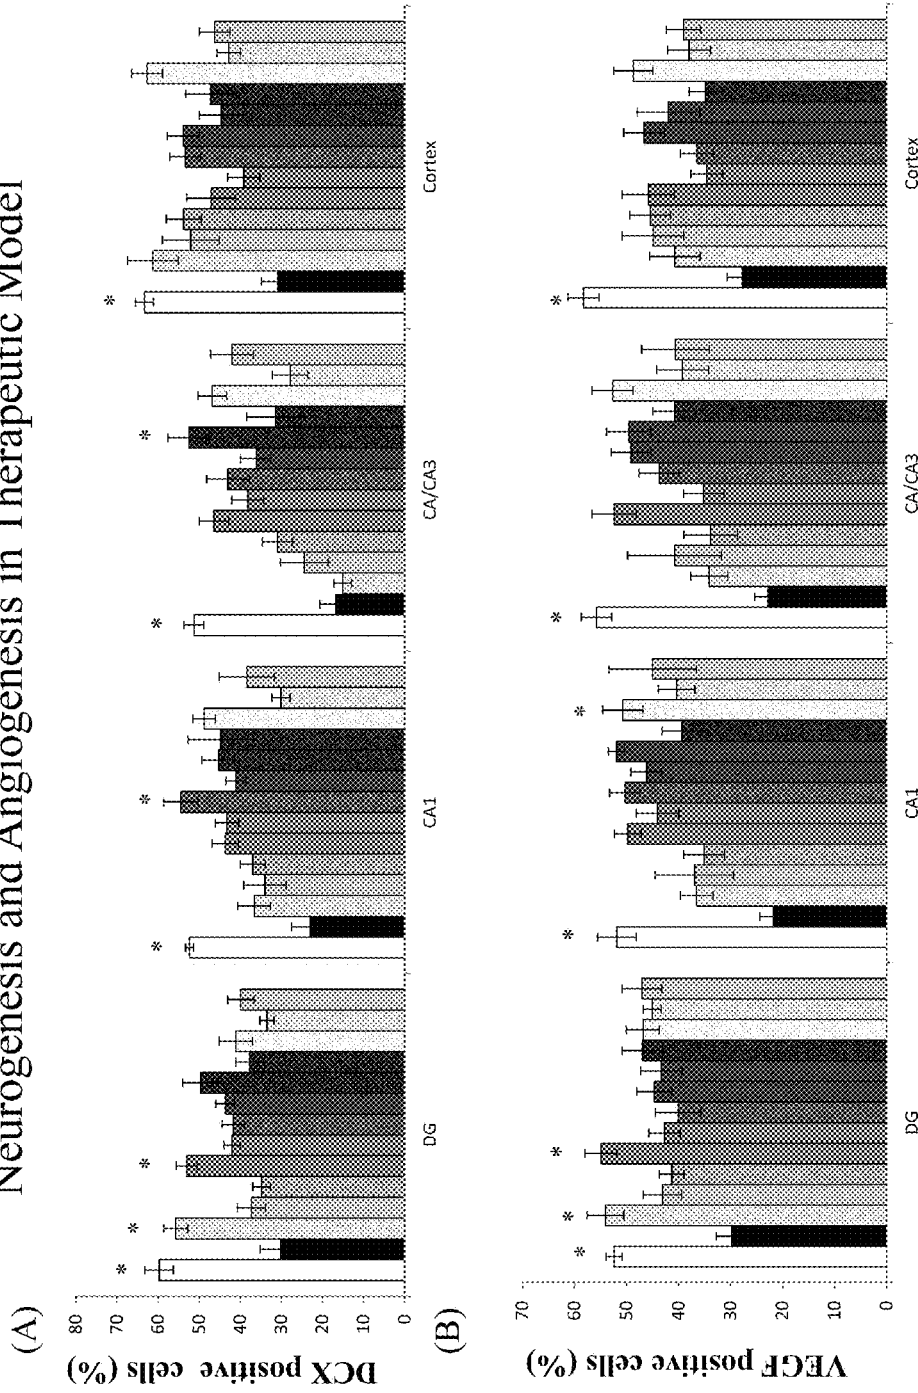 Neurogenesis and Angiogenesis in Therapeutic Model
(A)
DCX positive cells (%)
80
70
60
50
40
30
20
10
0
*
*
*
*
*
*
*
*
DG
CA1
CA/CA3
Cortex
(B)
VEGF positive cells (%)
70
60
50
40
30
20
10
0
*
*
*
*
*
*
*
DG
CA1
CA/CA3
Cortex